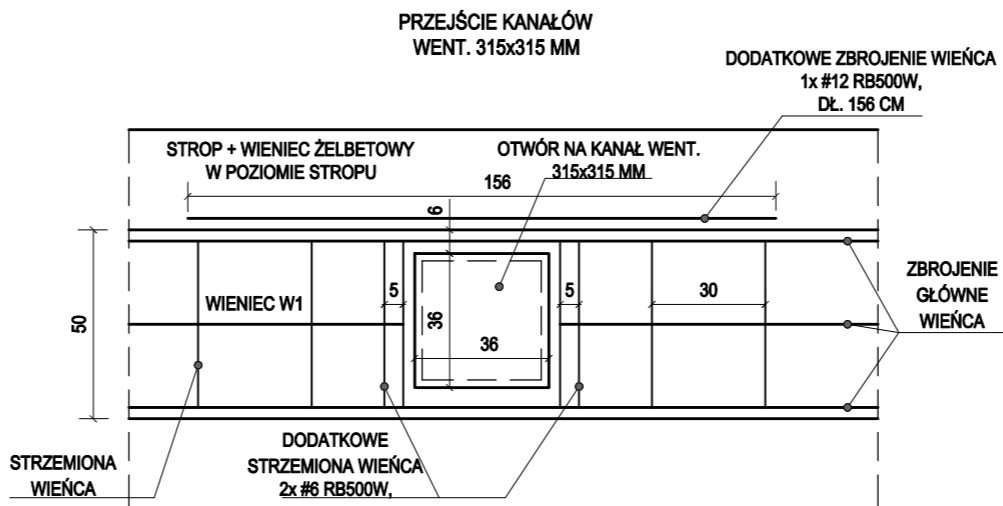 PRZEJŚCIE KANAŁÓW
WENT. 315x315 MM
DODATKOWE ZBROJENIE WIEŃCA
1x #12 RB500W,
DŁ. 156 CM
STROP + WIENIEC ŻELBETOWY
W POZIOMIE STROPU
OTWÓR NA KANAŁ WENT.
315x315 MM
156
6
50
WIENIEC W1
5
36
36
5
30
ZBROJENIE
GŁÓWNE
WIEŃCA
STRZEMIONA
WIEŃCA
DODATKOWE
STRZEMIONA WIEŃCA
2x #6 RB500W,